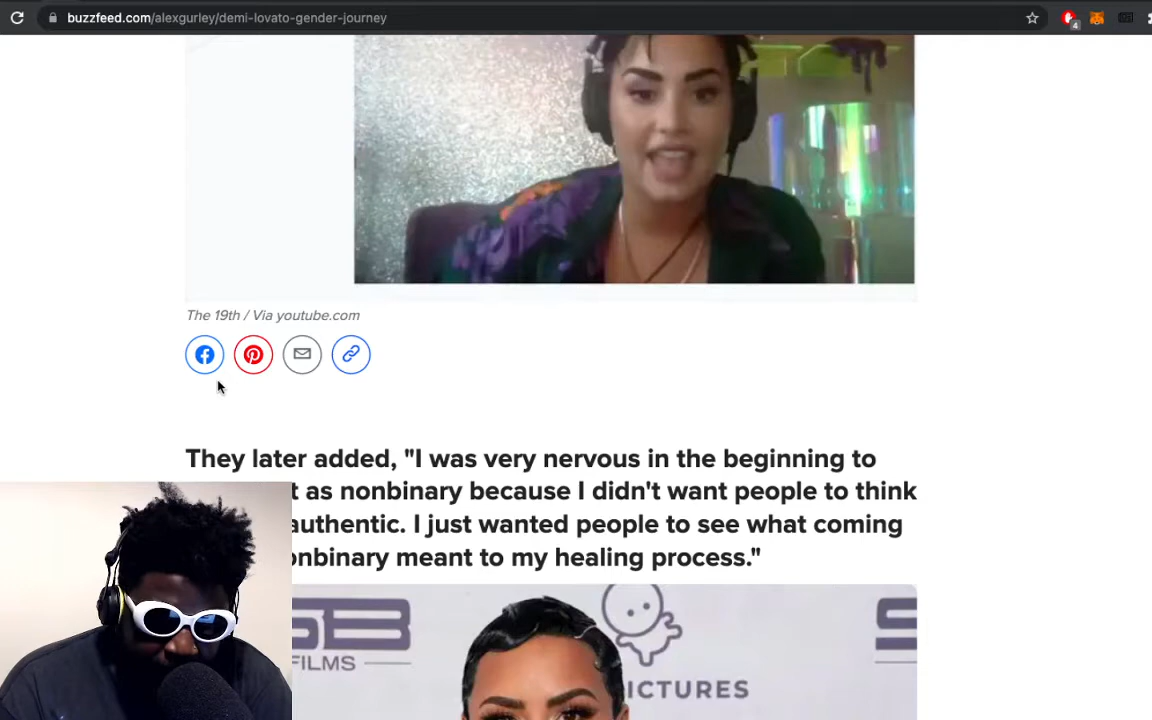 buzzfeed.com/alexgurley/demi-lovato-gender-journey
4
The 19th / Via youtube.com
They later added, "I was very nervous in the beginning to
t as nonbinary because I didn't want people to think
authentic. I just wanted people to see what coming
onbinary meant to my healing process."
GB
FILMS
S
ICTURES